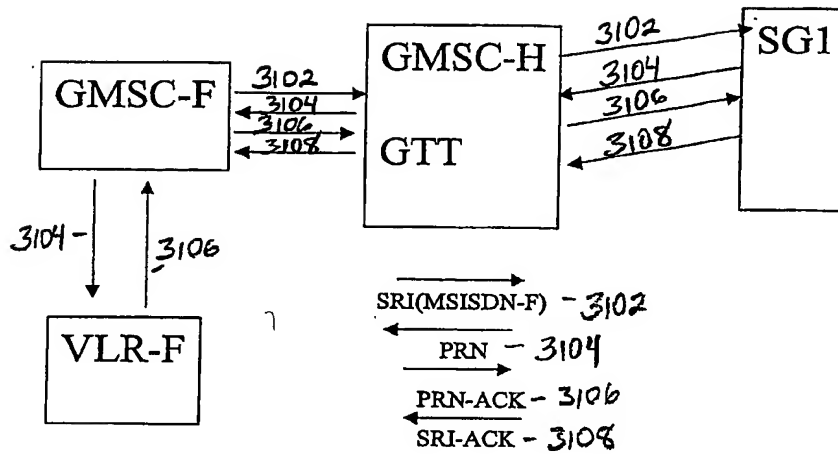 GMSC-F
3102
3104
3106
3108
GMSC-H
GTT
3102
3104
3106
3108
SG1
3104
3106
VLR-F
SRI(MSISDN-F) - 3102
PRN - 3104
PRN-ACK - 3106
SRI-ACK - 3108